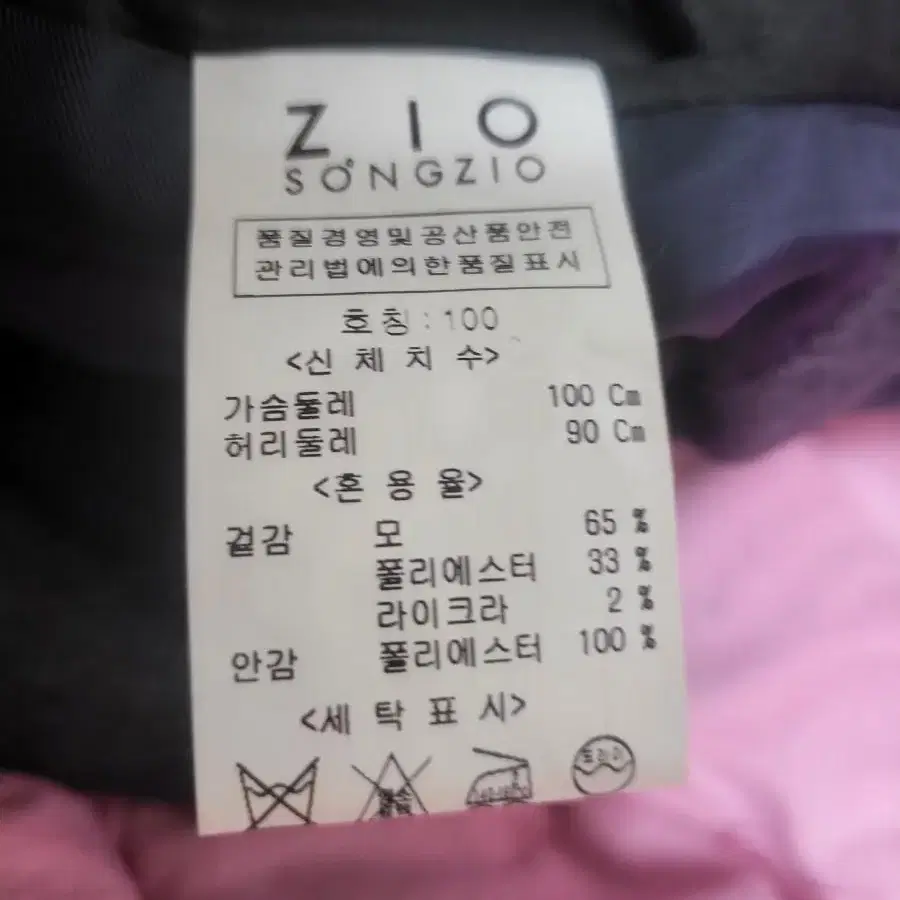 ZIO
SONGZIO
품질경영및공산품안전
관리법에의한품질표시
호칭:100
<신체치수>
가슴둘레 100 Cm
허리둘레 90 Cm
<혼용율>
겉감 모 65 %
폴리에스터 33 %
라이크라 2 %
안감 폴리에스터 100 %
<세탁표시>
드라이